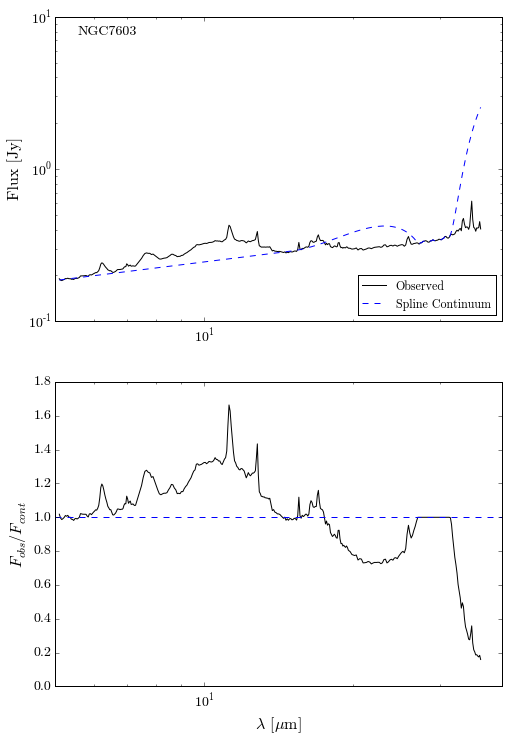 10^1
NGC7603
Flux [Jy]
10^0
Observed
Spline Continuum
10^-1
10^1
1.8
1.6
1.4
1.2
1.0
0.8
0.6
0.4
0.2
0.0
F_obs/F_cont
10^1
λ [μm]